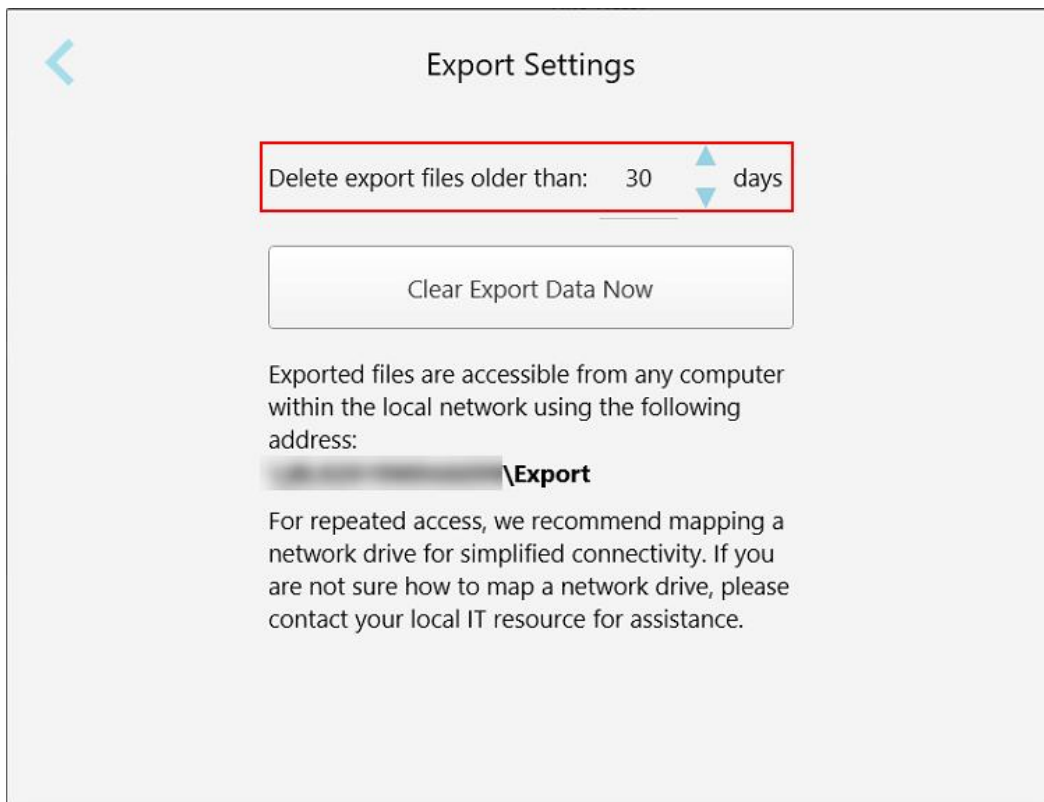 Export Settings
Delete export files older than: 30 days
Clear Export Data Now
Exported files are accessible from any computer
within the local network using the following
address:
\Export
For repeated access, we recommend mapping a
network drive for simplified connectivity. If you
are not sure how to map a network drive, please
contact your local IT resource for assistance.